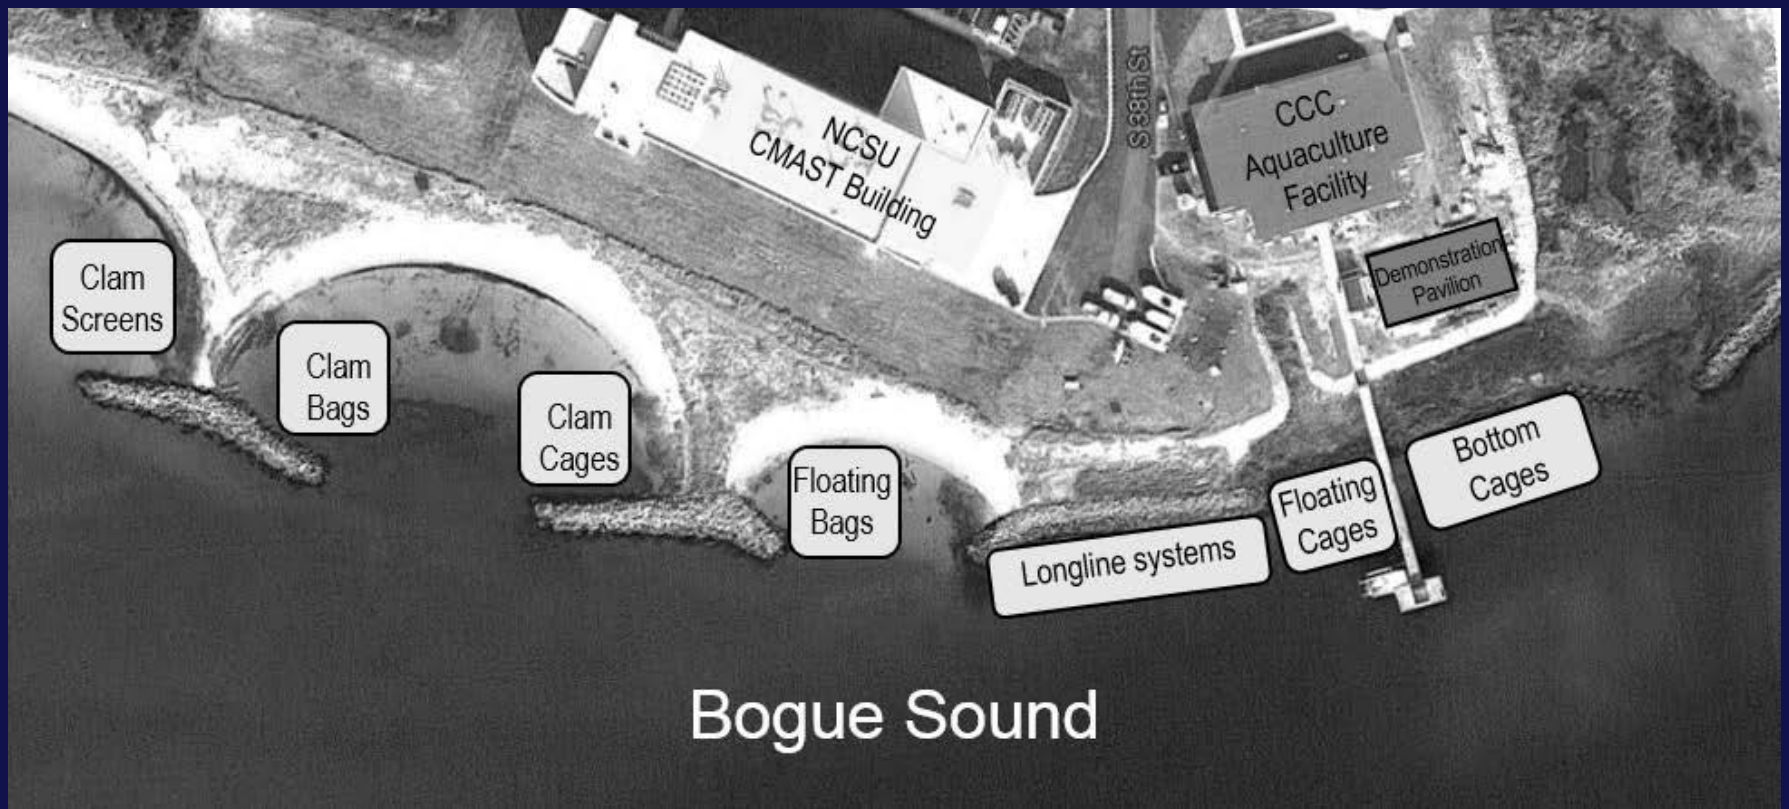 S 38th St
CCC
Aquaculture
Facility
NCSU
CMAST Building
Demonstration
Pavilion
Clam
Screens
Clam
Bags
Clam
Cages
Floating
Bags
Longline systems
Floating
Cages
Bottom
Cages
Bogue Sound